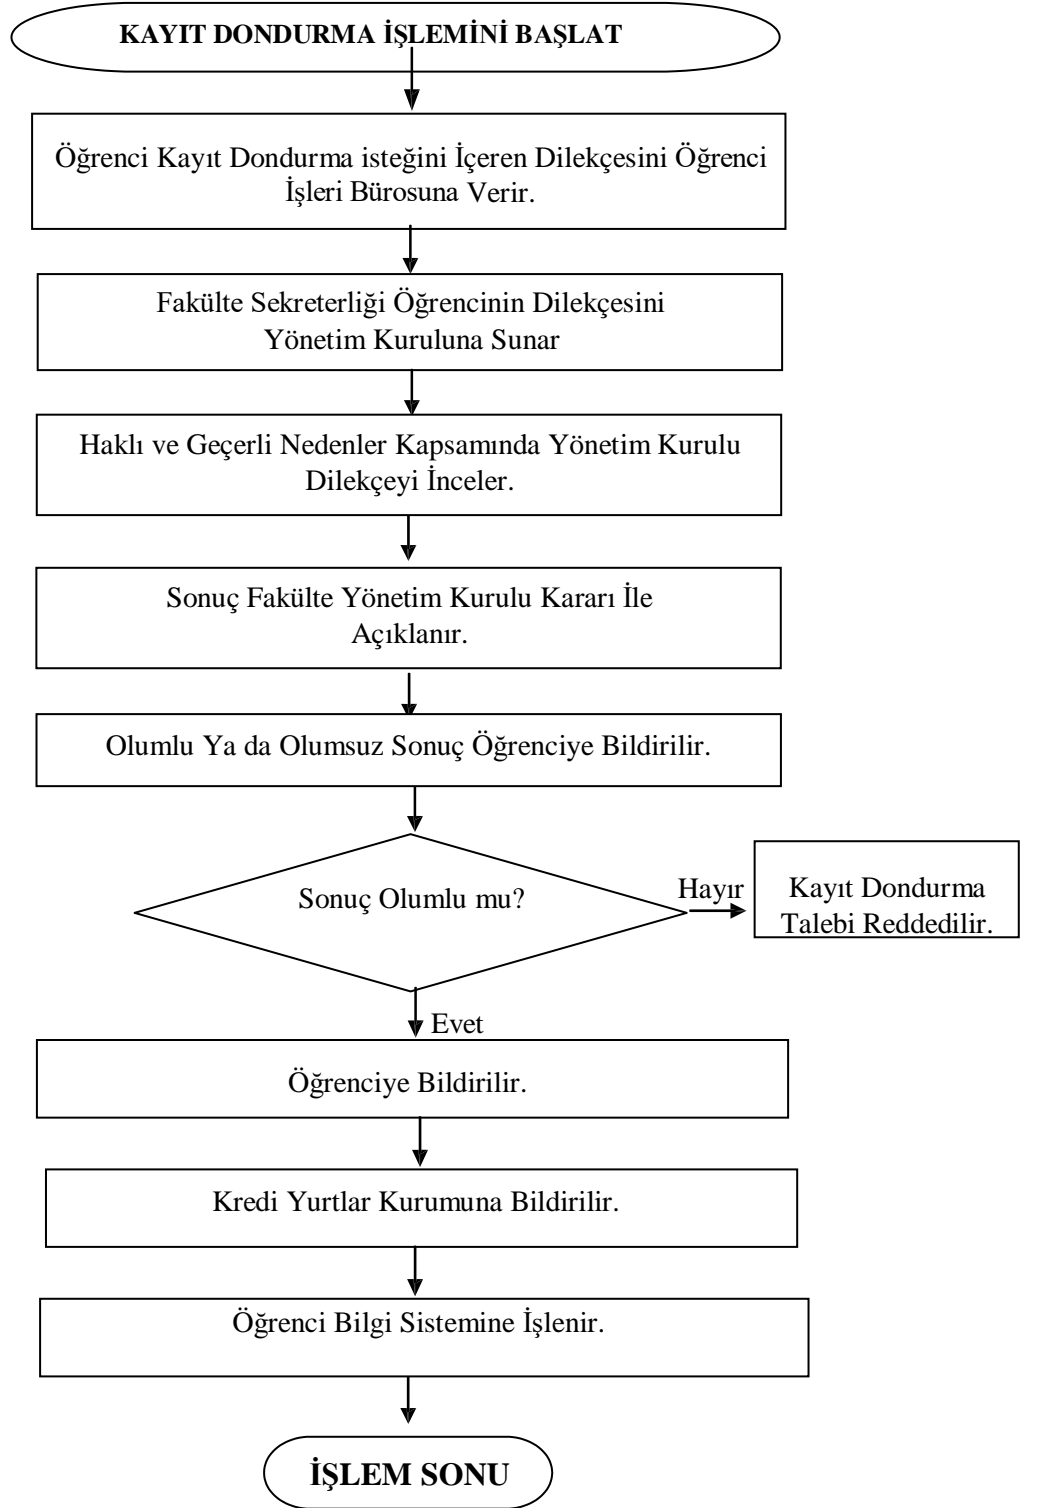 KAYIT DONDURMA İŞLEMİNİ BAŞLAT
Öğrenci Kayıt Dondurma isteğini İçeren Dilekçesini Öğrenci
İşleri Bürosuna Verir.
Fakülte Sekreterliği Öğrencinin Dilekçesini
Yönetim Kuruluna Sunar
Haklı ve Geçerli Nedenler Kapsamında Yönetim Kurulu
Dilekçeyi İnceler.
Sonuç Fakülte Yönetim Kurulu Kararı İle
Açıklanır.
Olumlu Ya da Olumsuz Sonuç Öğrenciye Bildirilir.
Sonuç Olumlu mu?
Hayır
Kayıt Dondurma
Talebi Reddedilir.
Evet
Öğrenciye Bildirilir.
Kredi Yurtlar Kurumuna Bildirilir.
Öğrenci Bilgi Sistemine İşlenir.
İŞLEM SONU